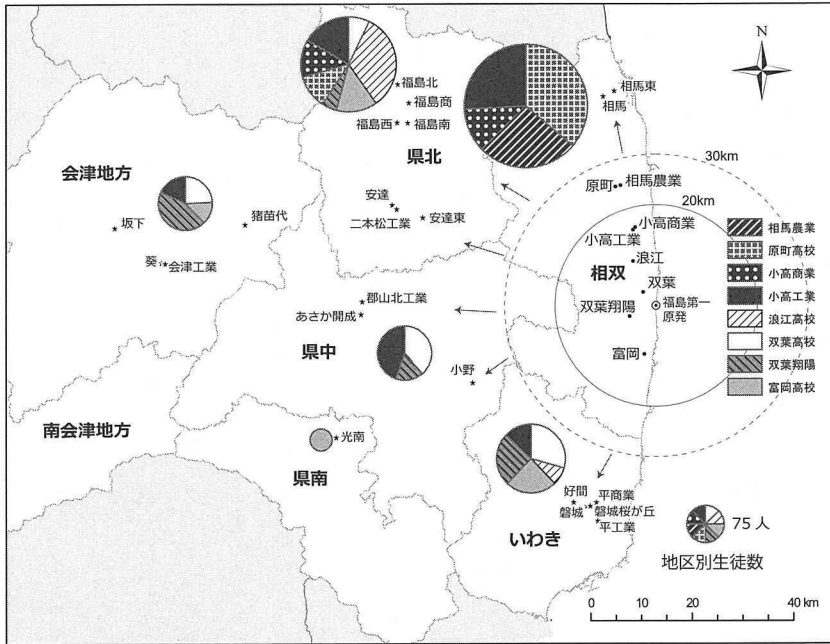 N
福島北
福島商
福島西
福島南
県北
相馬東
相馬
30km
会津地方
原町
相馬農業
20km
安達
二本松工業
安達東
坂下
猪苗代
葵
会津工業
小高商業
小高工業
浪江
相双
双葉
福島第一
原発
双葉翔陽
富岡
相馬農業
原町高校
小高商業
小高工業
浪江高校
双葉高校
双葉翔陽
富岡高校
郡山北工業
あさか開成
県中
小野
南会津地方
光南
県南
好間
平商業
磐城
磐城桜が丘
平工業
いわき
75人
地区別生徒数
0 10 20 40 km